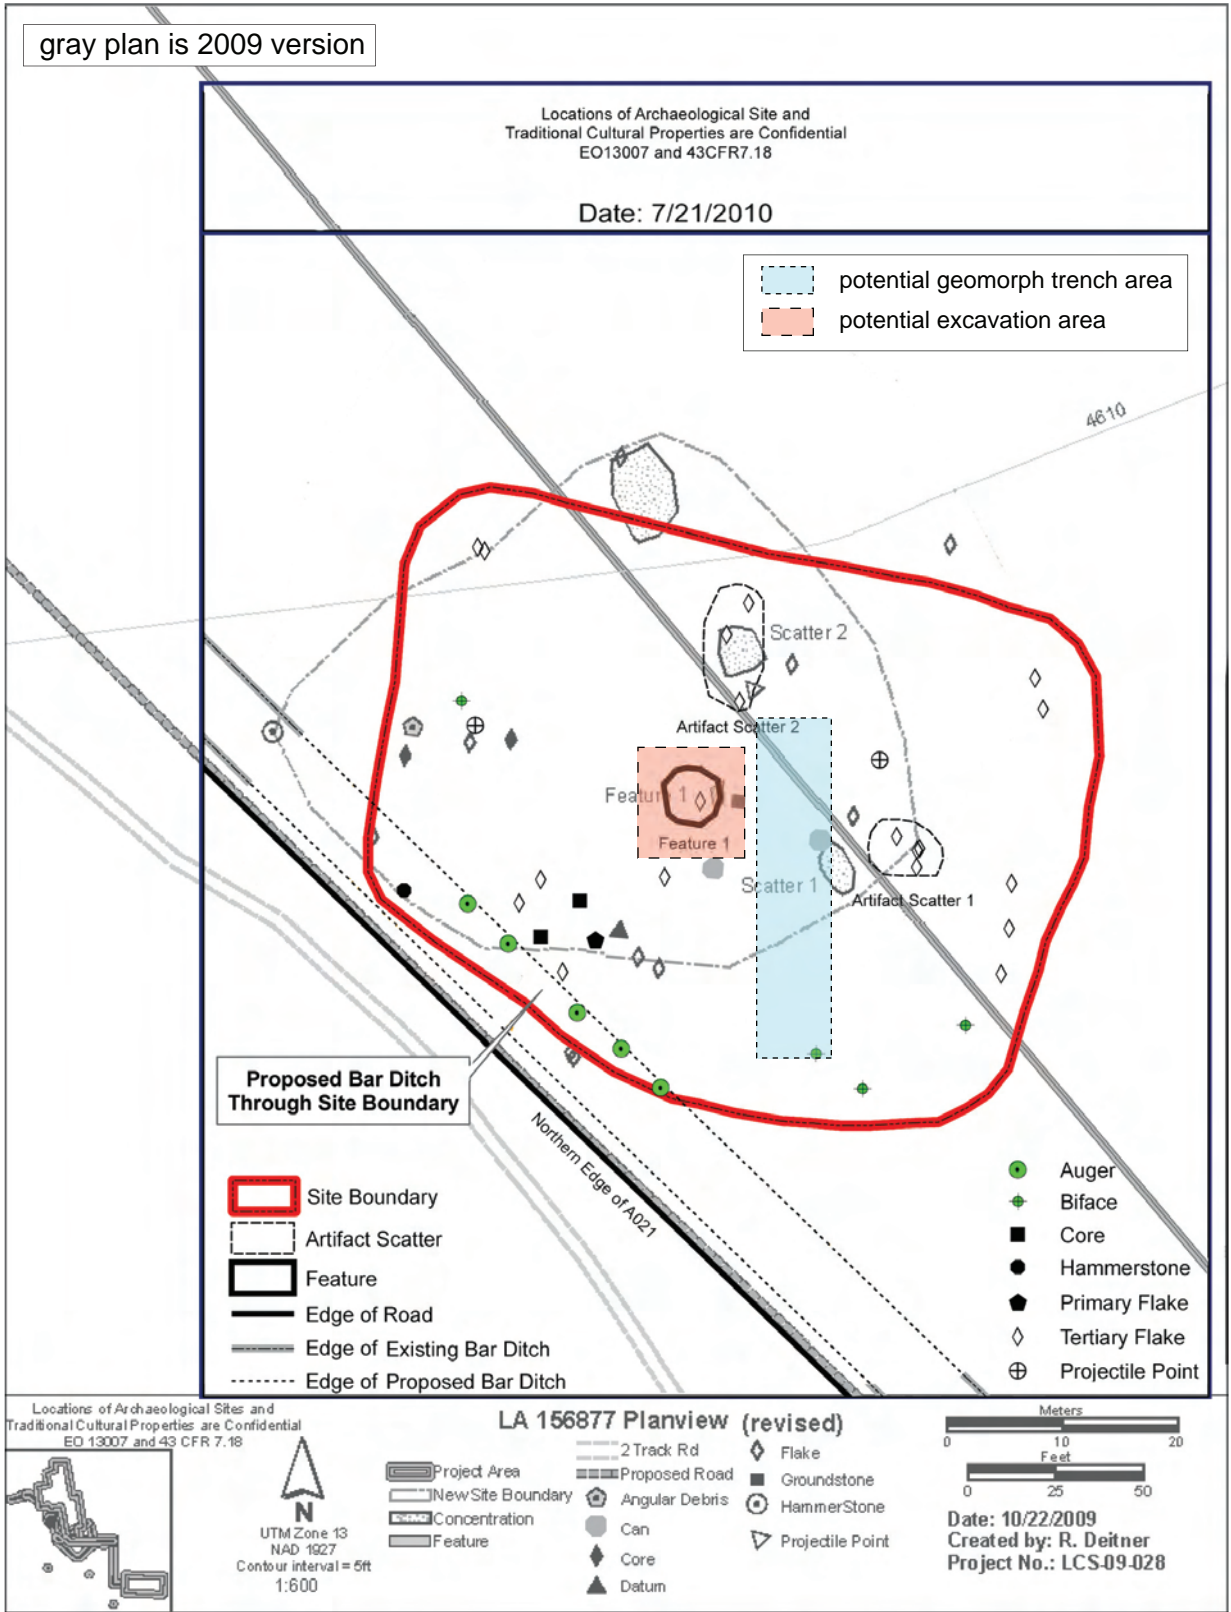 gray plan is 2009 version
Locations of Archaeological Site and
Traditional Cultural Properties are Confidential
EO13007 and 43CFR7.18
Date: 7/21/2010
potential geomorph trench area
potential excavation area
4610
Scatter 2
Artifact Scatter 2
Feature 1
Feature 1
Scatter 1
Artifact Scatter 1
Proposed Bar Ditch
Through Site Boundary
Northern Edge of A021
Site Boundary
Artifact Scatter
Feature
Edge of Road
Edge of Existing Bar Ditch
Edge of Proposed Bar Ditch
Auger
Biface
Core
Hammerstone
Primary Flake
Tertiary Flake
Projectile Point
Locations of Archaeological Sites and
Traditional Cultural Properties are Confidential
EO 13007 and 43 CFR 7.18
N
UTM Zone 13
NAD 1927
Contour interval = 5ft
1:600
LA 156877 Planview (revised)
Project Area
New Site Boundary
Concentration
Feature
2 Track Rd
Proposed Road
Angular Debris
Can
Core
Datum
Flake
Groundstone
HammerStone
Projectile Point
Meters
0 10 20
Feet
0 25 50
Date: 10/22/2009
Created by: R. Deitner
Project No.: LCS-09-028